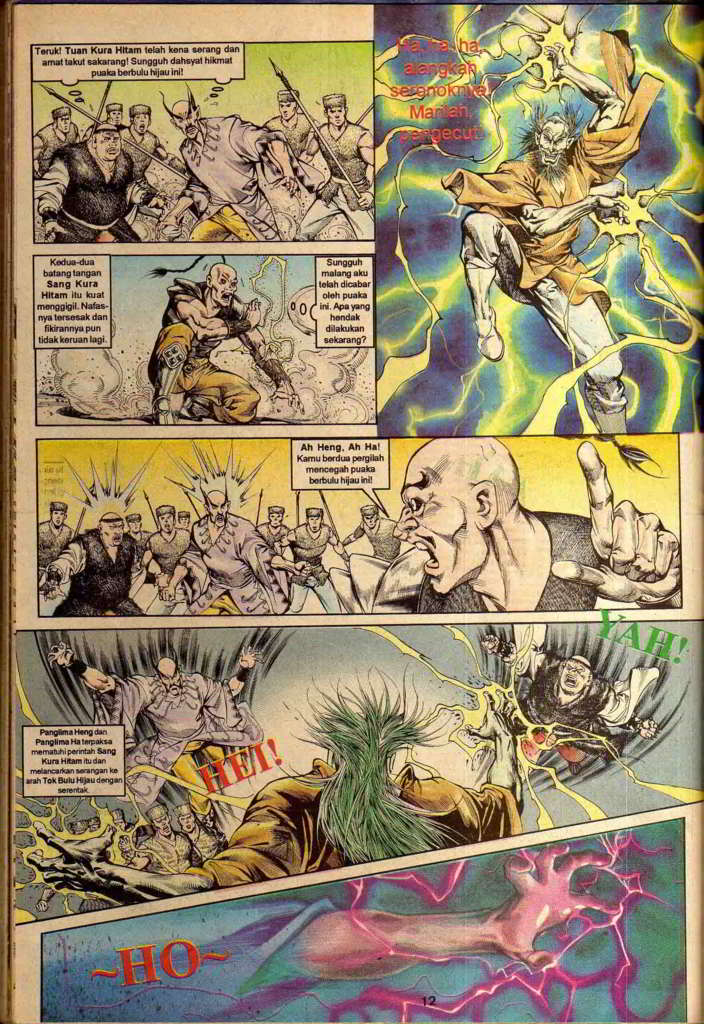 Teruk! Tuan Kura Hitam telah kena serang dan
amat takut sekarang! Sungguh dahsyat hikmat
puaka berbulu hijau ini!
Ha, ha, ha,
alangkah
seronoknya!
Marilah,
pengecut!
Kedua-dua
batang tangan
Sang Kura
Hitam itu kuat
menggigil. Nafas-
nya tersesak dan
fikirannya pun
tidak keruan lagi.
Sungguh
malang aku
telah dicabar
oleh puaka
ini. Apa yang
hendak
dilakukan
sekarang?
Ah Heng, Ah Ha!
Kamu berdua pergilah
mencegah puaka
berbulu hijau ini!
YAH!
Panglima Heng dan
Panglima Ha terpaksa
mematuhi perintah Sang
Kura Hitam itu dan
melancarkan serangan ke
arah Tok Bulu Hijau dengan
serentak.
HEI!
~HO~
12